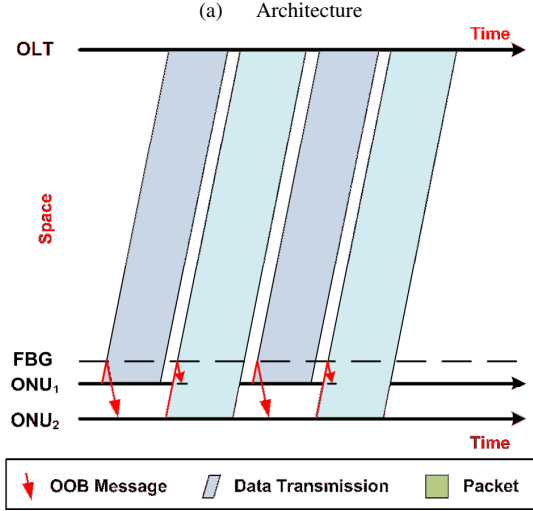 (a) Architecture
OLT
Time
Space
FBG
ONU1
ONU2
Time
OOB Message
Data Transmission
Packet